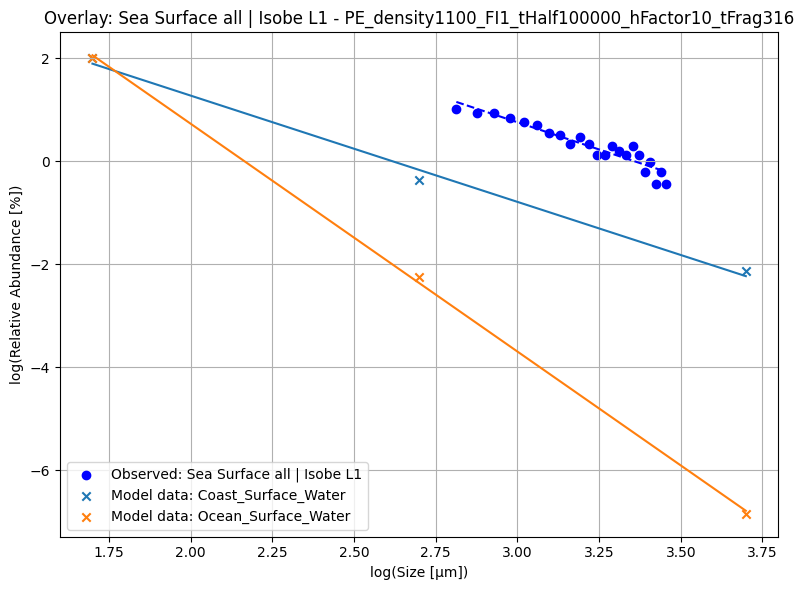 Overlay: Sea Surface all | Isobe L1 - PE_density1100_FI1_tHalf100000_hFactor10_tFrag316
log(Relative Abundance [%])
2
0
−2
−4
−6
Observed: Sea Surface all | Isobe L1
Model data: Coast_Surface_Water
Model data: Ocean_Surface_Water
1.75 2.00 2.25 2.50 2.75 3.00 3.25 3.50 3.75
log(Size [μm])